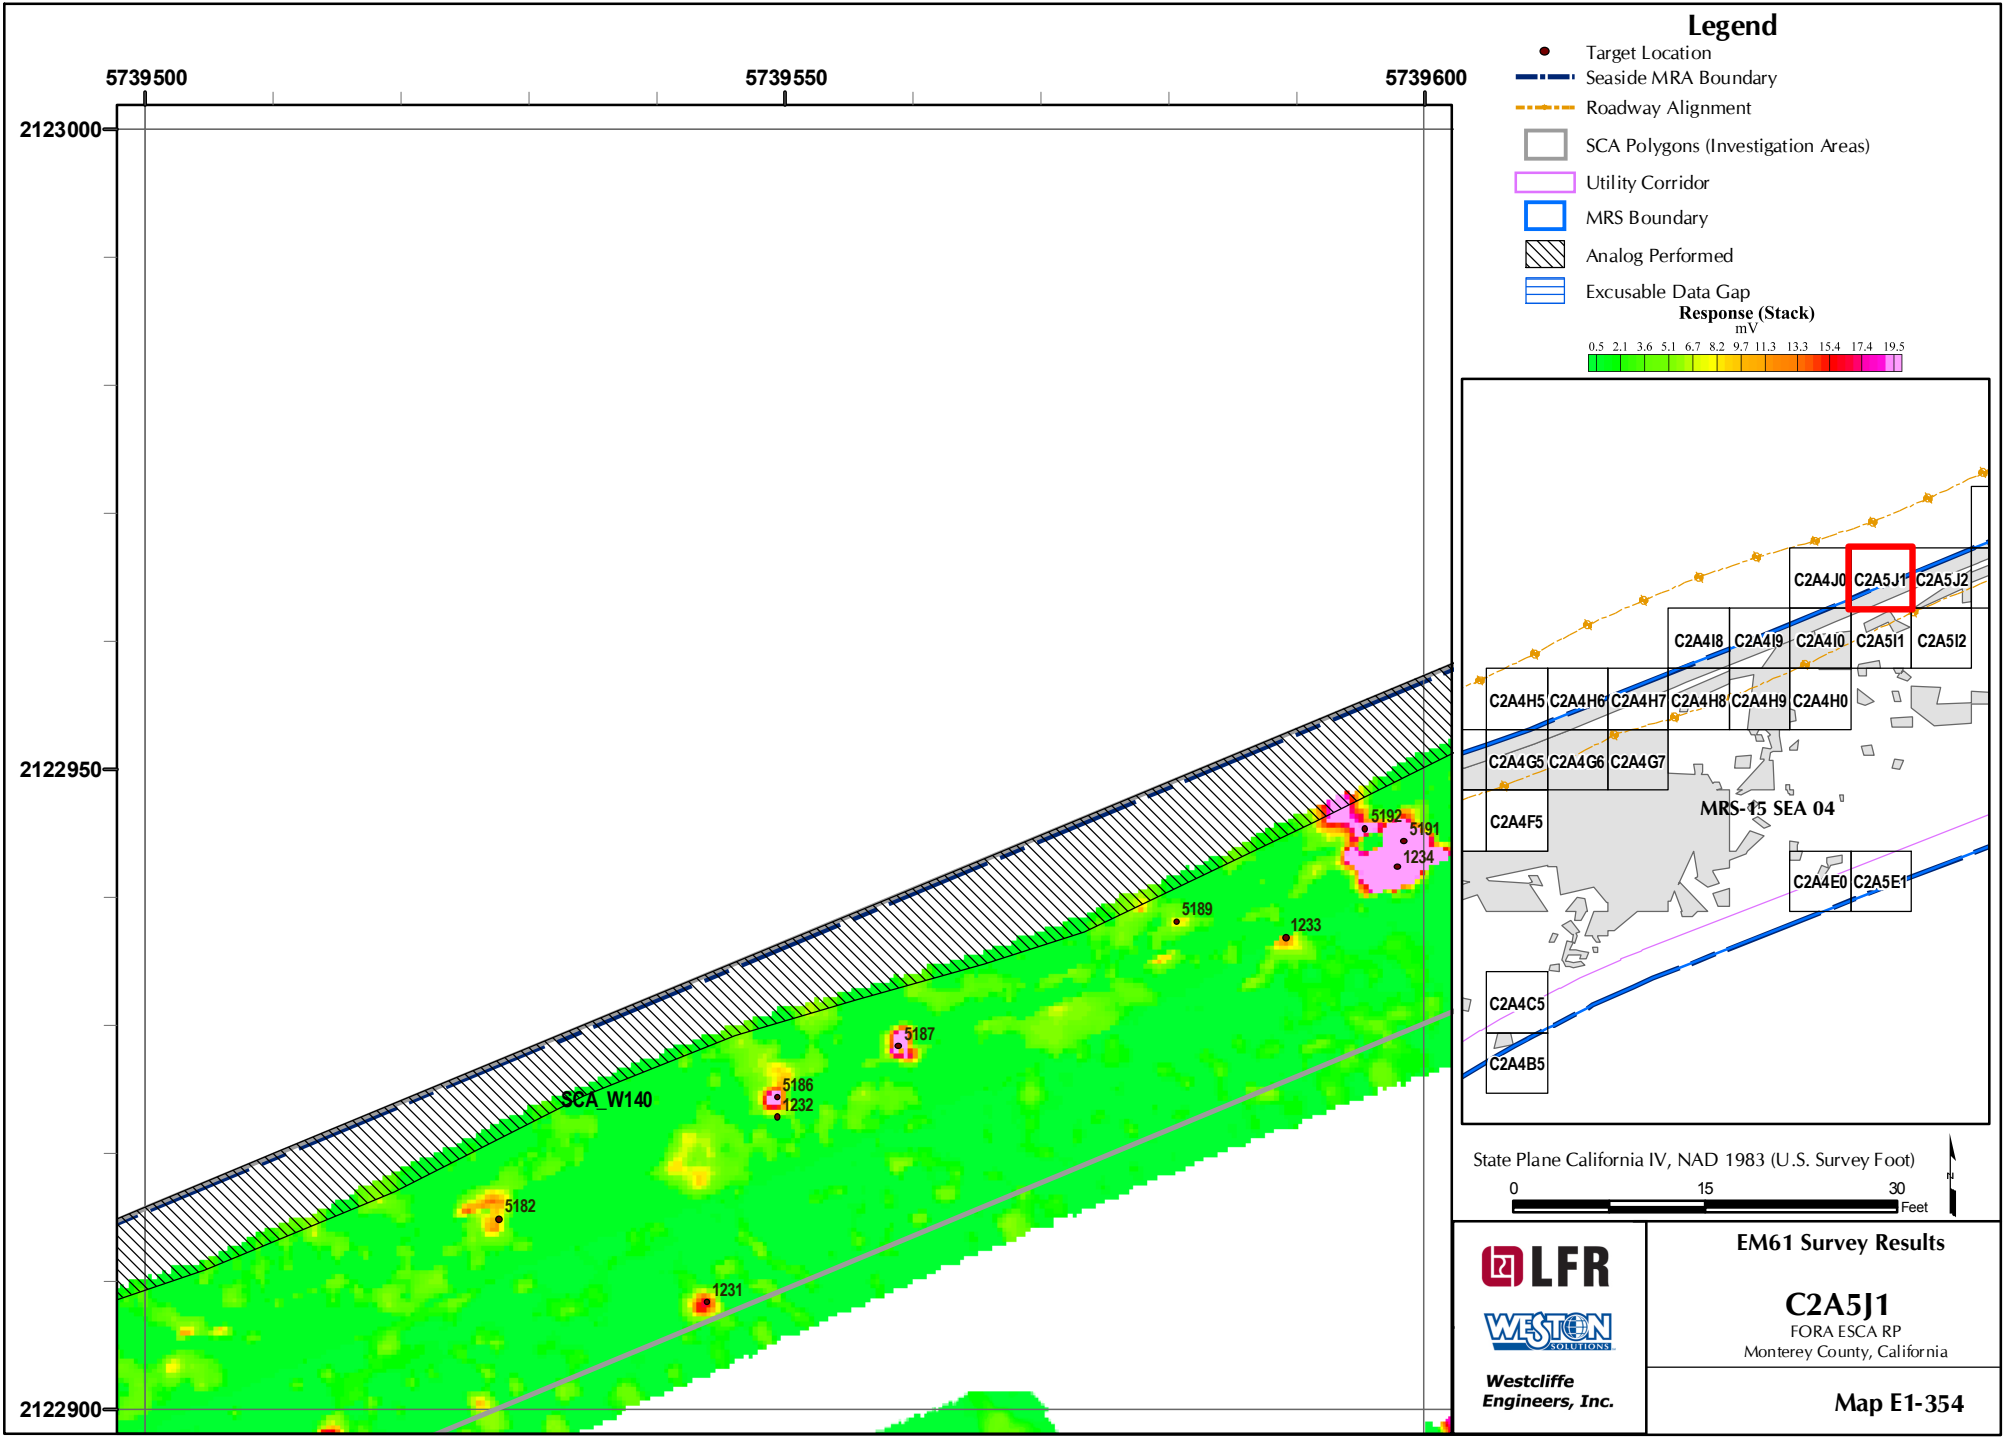 5739500
5739550
5739600
2123000
2122950
2122900
5192
5191
1234
5189
1233
5187
5186
1232
SCA_W140
5182
1231
Legend
Target Location
Seaside MRA Boundary
Roadway Alignment
SCA Polygons (Investigation Areas)
Utility Corridor
MRS Boundary
Analog Performed
Excusable Data Gap
Response (Stack)
mV
0.5 2.1 3.6 5.1 6.7 8.2 9.7 11.3 13.3 15.4 17.4 19.5
C2A4J0 C2A5J1 C2A5J2
C2A4I8 C2A4I9 C2A4I0 C2A5I1 C2A5I2
C2A4H5 C2A4H6 C2A4H7 C2A4H8 C2A4H9 C2A4H0
C2A4G5 C2A4G6 C2A4G7
MRS-15 SEA 04
C2A4F5
C2A4E0 C2A5E1
C2A4C5
C2A4B5
State Plane California IV, NAD 1983 (U.S. Survey Foot)
0 15 30
Feet
N
LFR
WESTON
SOLUTIONS
Westcliffe
Engineers, Inc.
EM61 Survey Results
C2A5J1
FORA ESCA RP
Monterey County, California
Map E1-354